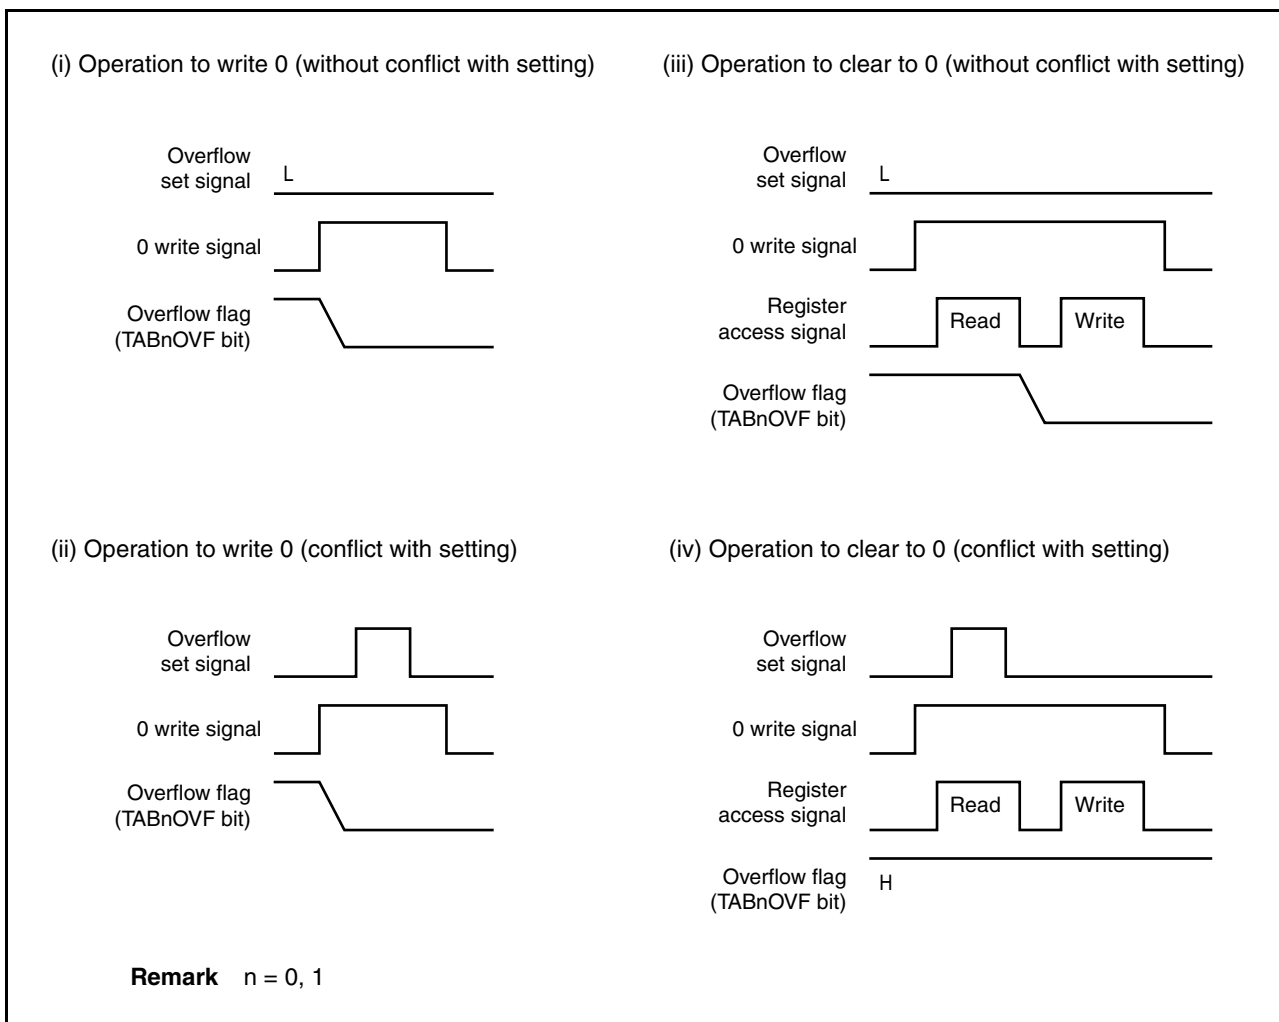 (i) Operation to write 0 (without conflict with setting)
Overflow
set signal
L
0 write signal
Overflow flag
(TABnOVF bit)
(iii) Operation to clear to 0 (without conflict with setting)
Overflow
set signal
L
0 write signal
Register
access signal
Read
Write
Overflow flag
(TABnOVF bit)
(ii) Operation to write 0 (conflict with setting)
Overflow
set signal
0 write signal
Overflow flag
(TABnOVF bit)
(iv) Operation to clear to 0 (conflict with setting)
Overflow
set signal
0 write signal
Register
access signal
Read
Write
Overflow flag
(TABnOVF bit)
H
Remark n = 0, 1